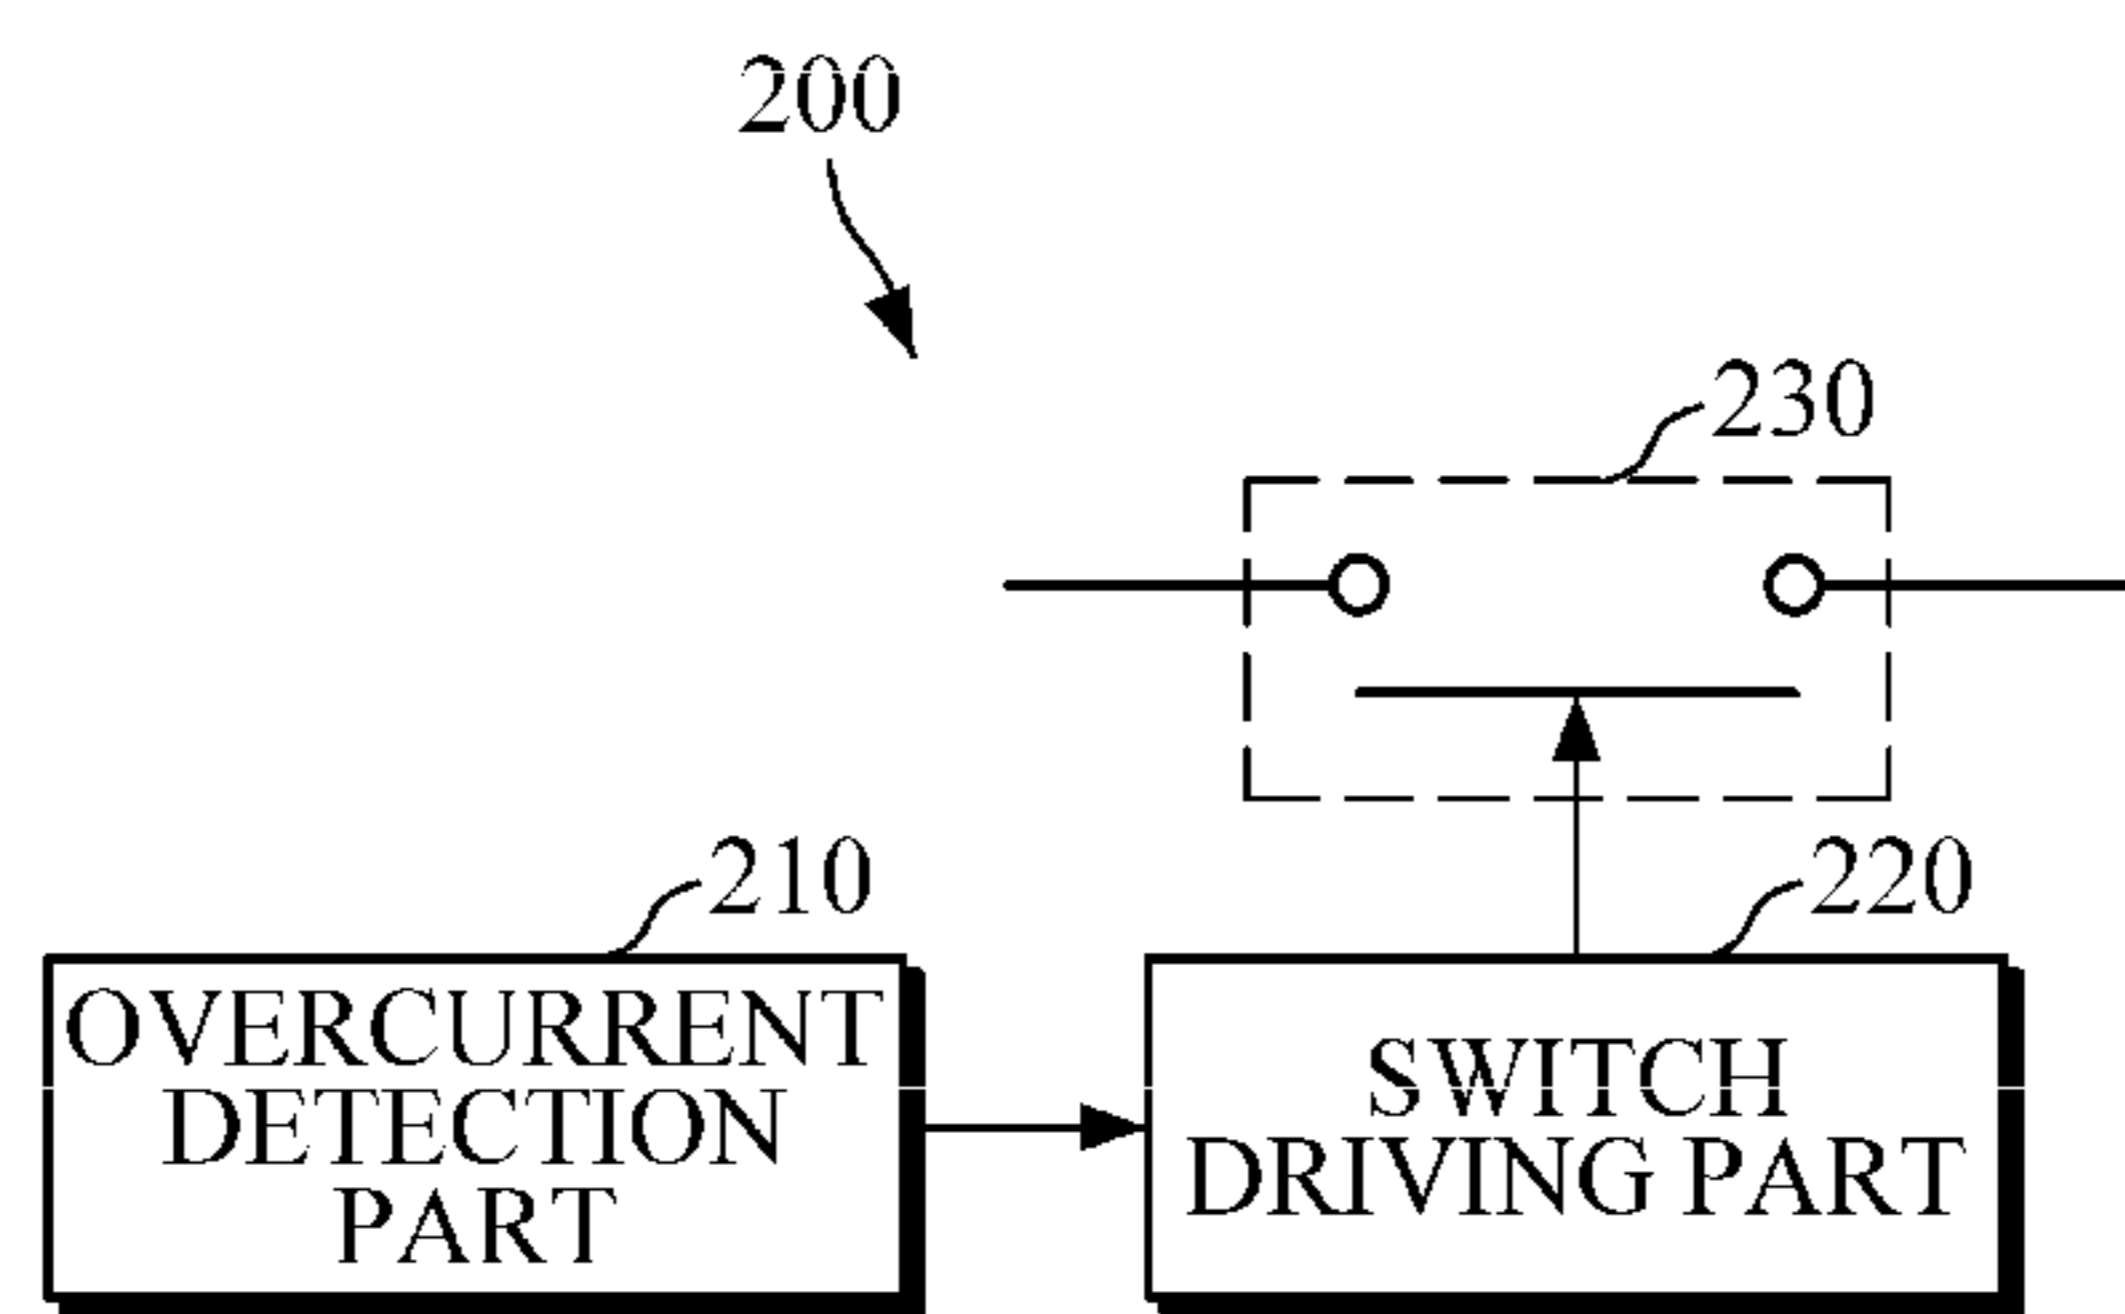 200
230
210
220
OVERCURRENT
DETECTION
PART
SWITCH
DRIVING PART